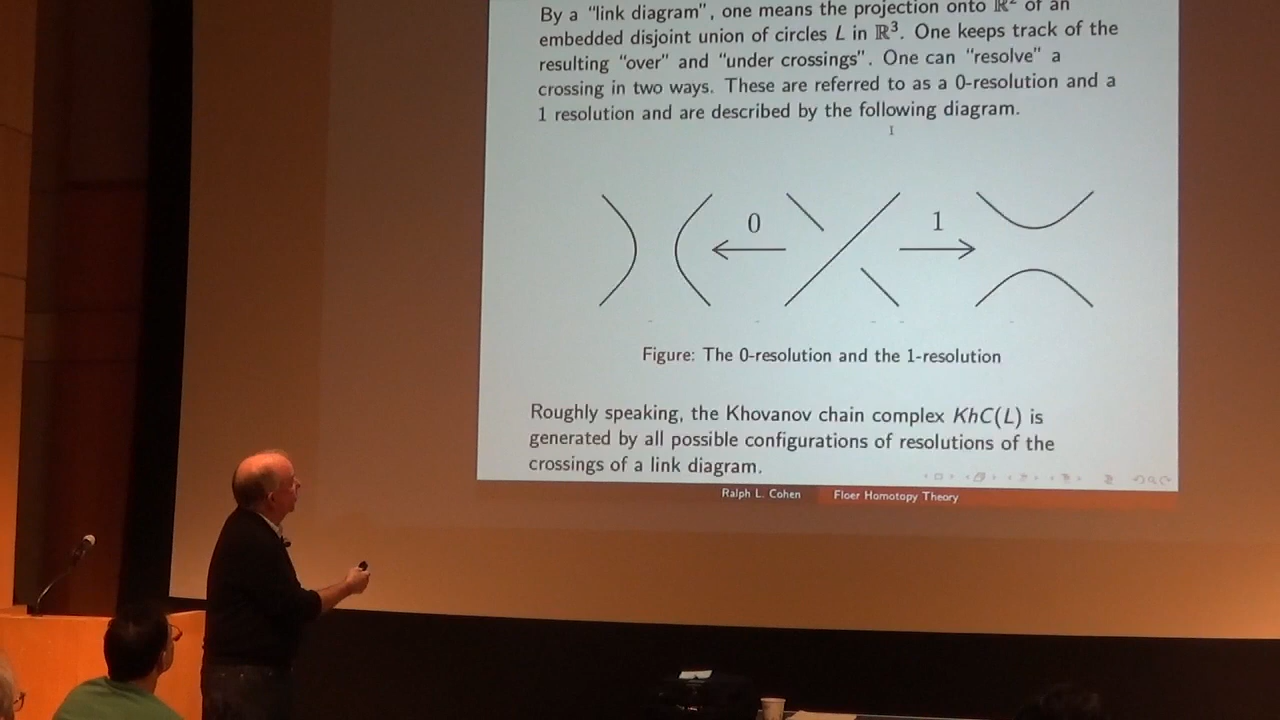 By a “link diagram”, one means the projection onto ℝ² of an
embedded disjoint union of circles L in ℝ³. One keeps track of the
resulting “over” and “under crossings”. One can “resolve” a
crossing in two ways. These are referred to as a 0-resolution and a
1 resolution and are described by the following diagram.
0 1
Figure: The 0-resolution and the 1-resolution
Roughly speaking, the Khovanov chain complex KhC(L) is
generated by all possible configurations of resolutions of the
crossings of a link diagram.
Ralph L. Cohen Floer Homotopy Theory